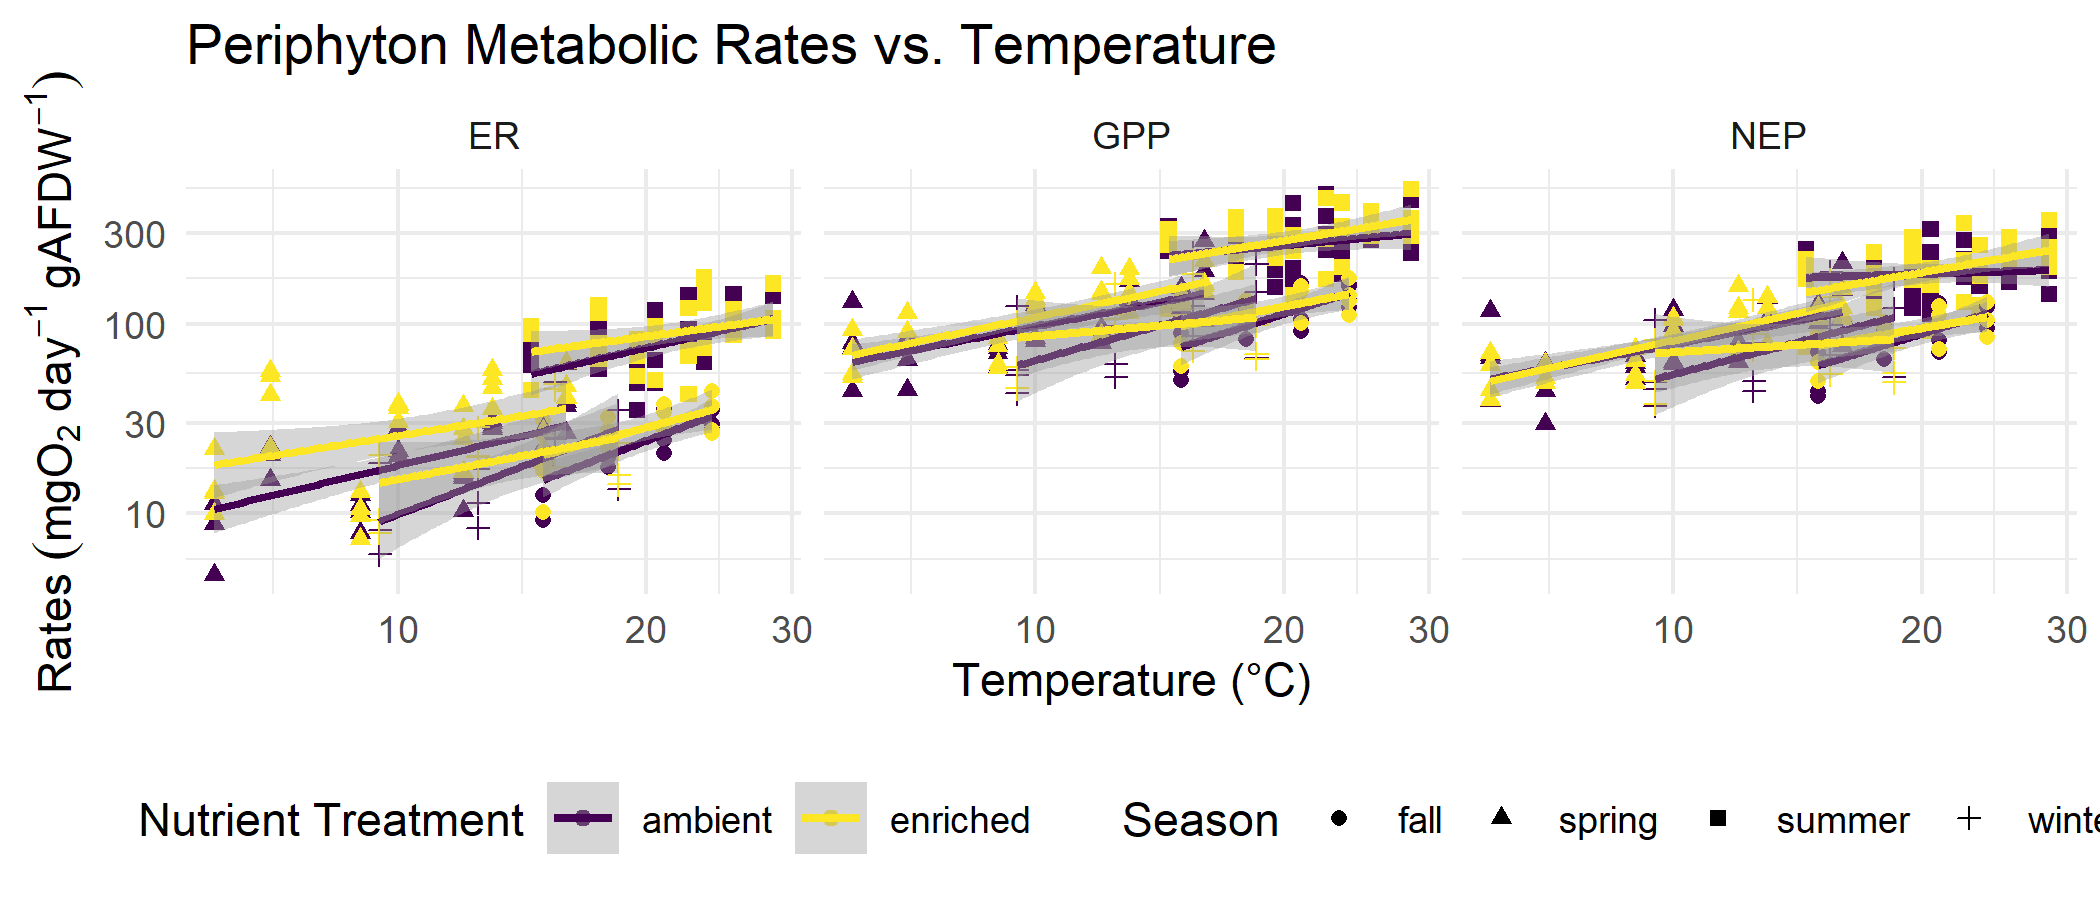 Periphyton Metabolic Rates vs. Temperature
ER GPP NEP
Rates (mgO₂ day⁻¹ gAFDW⁻¹)
300
100
30
10
10 20 30 10 20 30 10 20 30
Temperature (°C)
Nutrient Treatment ambient enriched Season fall spring summer winte